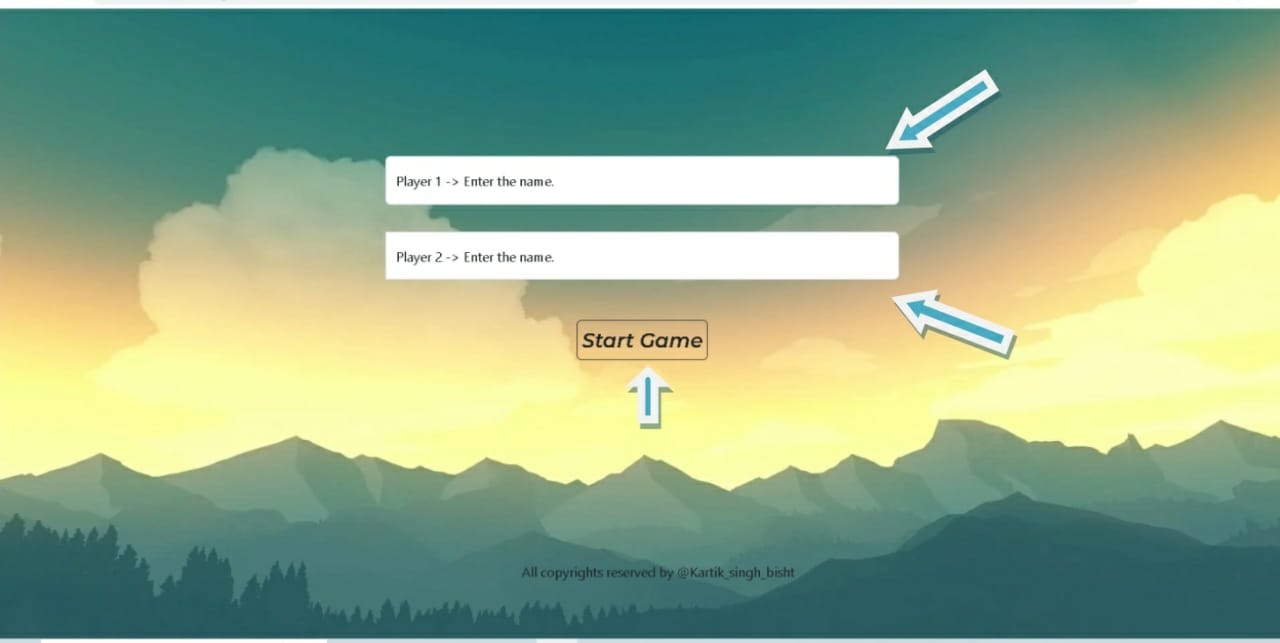 Player 1 -> Enter the name.
Player 2 -> Enter the name.
Start Game
All copyrights reserved by @Kartik_singh_bisht